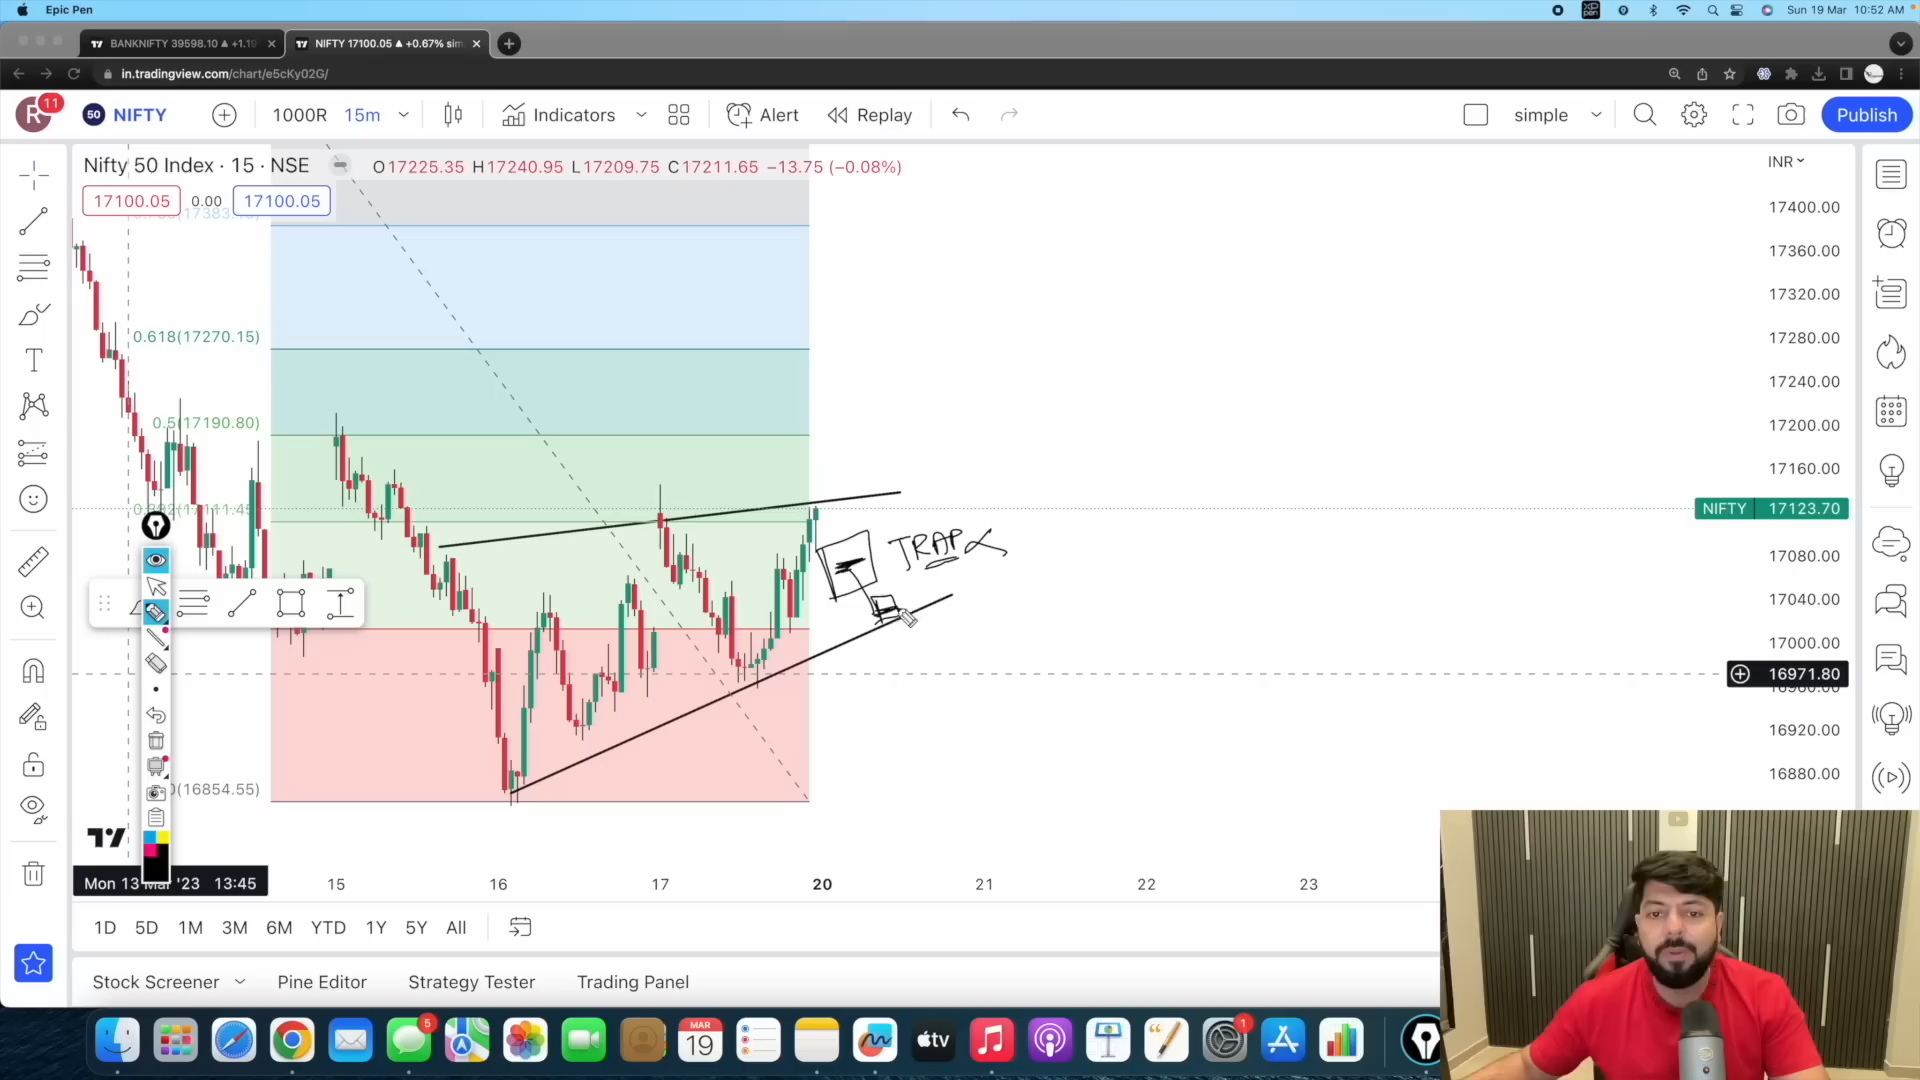 Epic Pen
Sun 19 Mar 10:52 AM
BANKNIFTY 39598.10 ▲ +1.19
NIFTY 17100.05 ▲ +0.67% sim
in.tradingview.com/chart/e5cKy02G/
R 11
50 NIFTY
1000R 15m
Indicators
Alert
Replay
simple
Publish
Nifty 50 Index · 15 · NSE
O17225.35 H17240.95 L17209.75 C17211.65 −13.75 (−0.08%)
INR
17100.05 0.00 17100.05
17400.00
17360.00
17320.00
17280.00
0.618(17270.15)
17240.00
0.5(17190.80)
17200.00
17160.00
NIFTY 17123.70
TRAP
17080.00
17040.00
17000.00
16971.80
16920.00
16880.00
0(16854.55)
Mon 13 Mar '23 13:45
15 16 17 20 21 22 23
1D 5D 1M 3M 6M YTD 1Y 5Y All
Stock Screener
Pine Editor
Strategy Tester
Trading Panel
5
MAR
19
tv
1